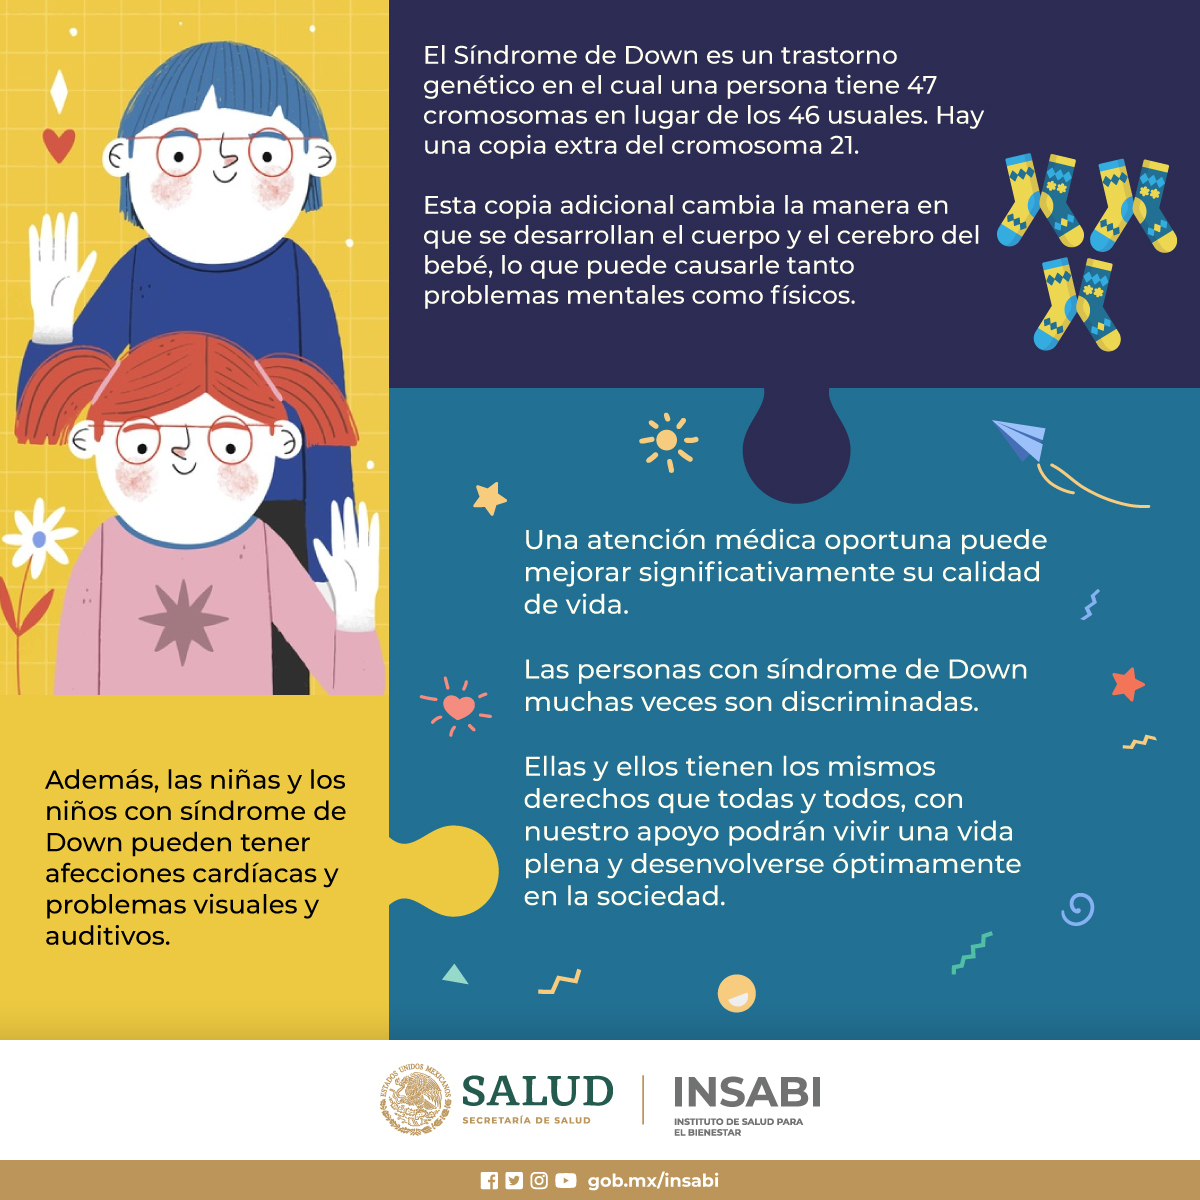 El Síndrome de Down es un trastorno
genético en el cual una persona tiene 47
cromosomas en lugar de los 46 usuales. Hay
una copia extra del cromosoma 21.
Esta copia adicional cambia la manera en
que se desarrollan el cuerpo y el cerebro del
bebé, lo que puede causarle tanto
problemas mentales como físicos.
Además, las niñas y los
niños con síndrome de
Down pueden tener
afecciones cardíacas y
problemas visuales y
auditivos.
Una atención médica oportuna puede
mejorar significativamente su calidad
de vida.
Las personas con síndrome de Down
muchas veces son discriminadas.
Ellas y ellos tienen los mismos
derechos que todas y todos, con
nuestro apoyo podrán vivir una vida
plena y desenvolverse óptimamente
en la sociedad.
ESTADOS UNIDOS MEXICANOS
SALUD
SECRETARÍA DE SALUD
INSABI
INSTITUTO DE SALUD PARA
EL BIENESTAR
gob.mx/insabi